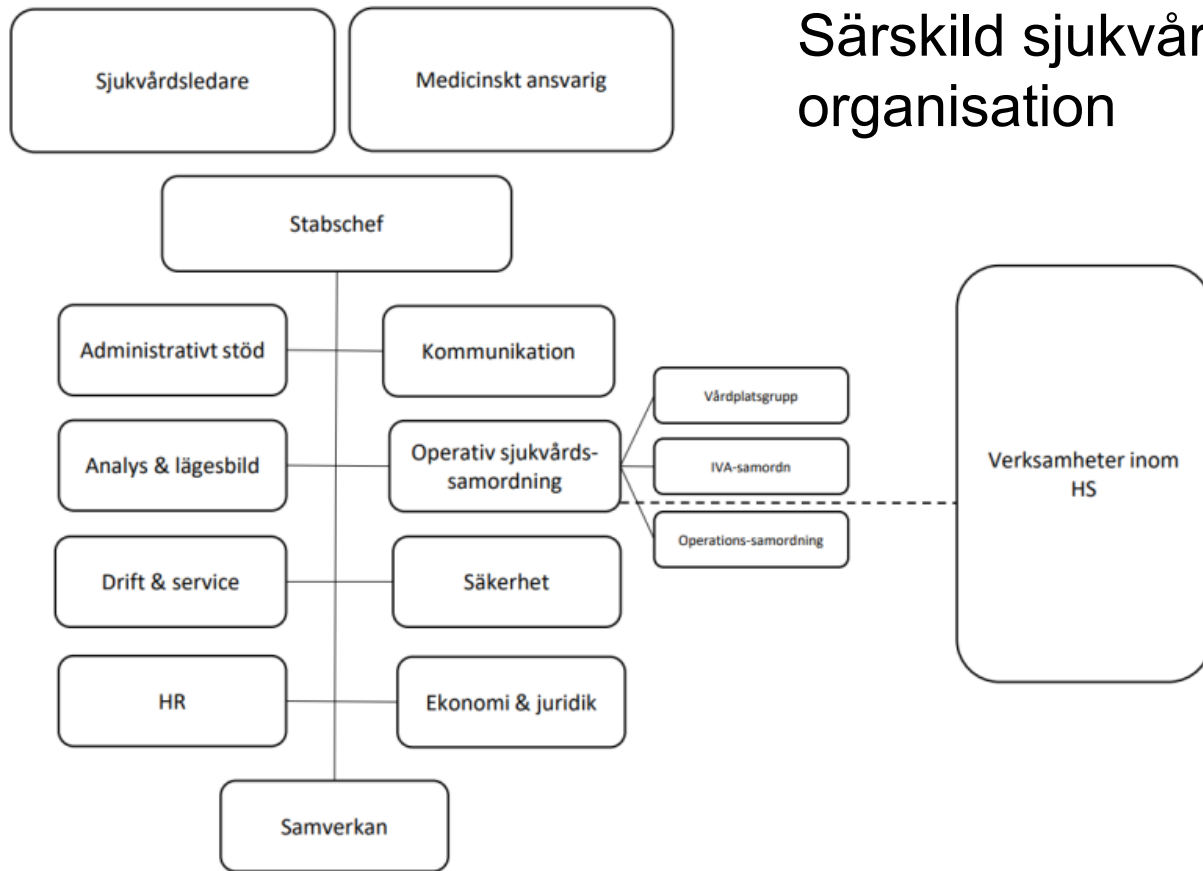 Särskild sjukvår
organisation
Sjukvårdsledare
Medicinskt ansvarig
Stabschef
Administrativt stöd
Kommunikation
Analys & lägesbild
Operativ sjukvårds-
samordning
Vårdplatsgrupp
IVA-samordn
Operations-samordning
Verksamheter inom
HS
Drift & service
Säkerhet
HR
Ekonomi & juridik
Samverkan